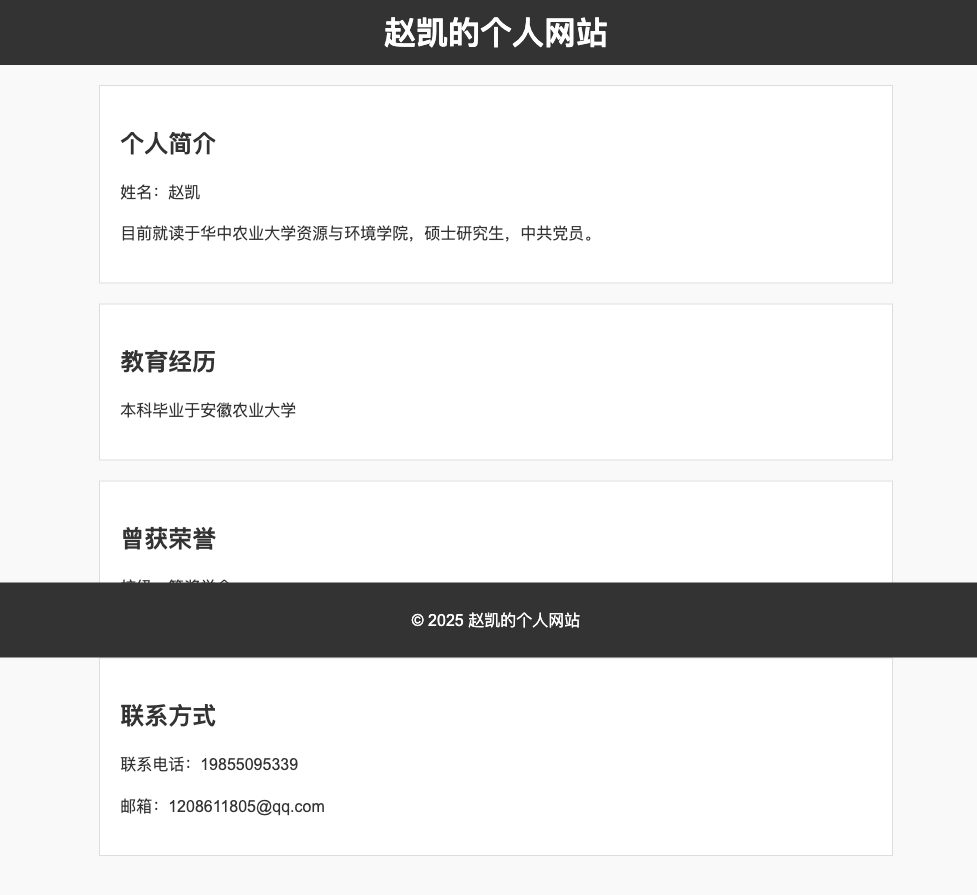 赵凯的个人网站
个人简介
姓名：赵凯
目前就读于华中农业大学资源与环境学院，硕士研究生，中共党员。
教育经历
本科毕业于安徽农业大学
曾获荣誉
© 2025 赵凯的个人网站
联系方式
联系电话：19855095339
邮箱：1208611805@qq.com